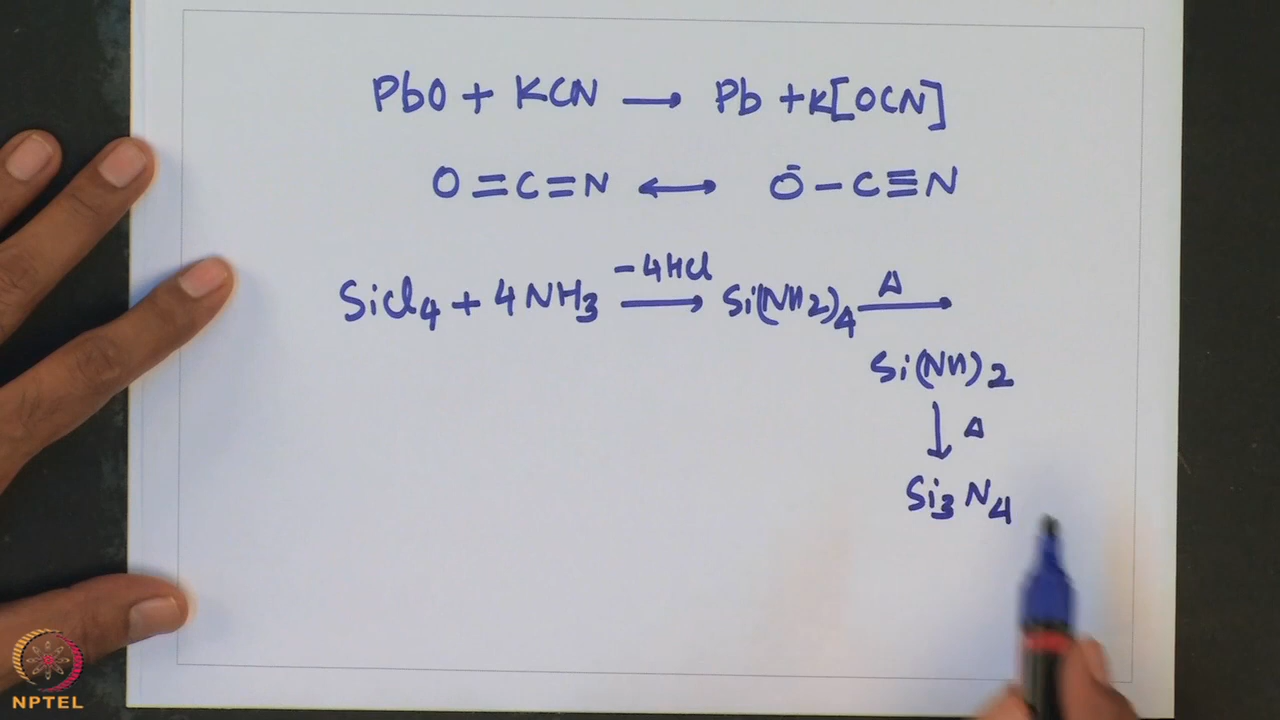 PbO + KCN → Pb + K[OCN]
O=C=N ↔ Ō-C≡N
-4HCl
SiCl4 + 4NH3 → Si(NH2)4 Δ→
Si(NH)2
↓ Δ
Si3N4
NPTEL